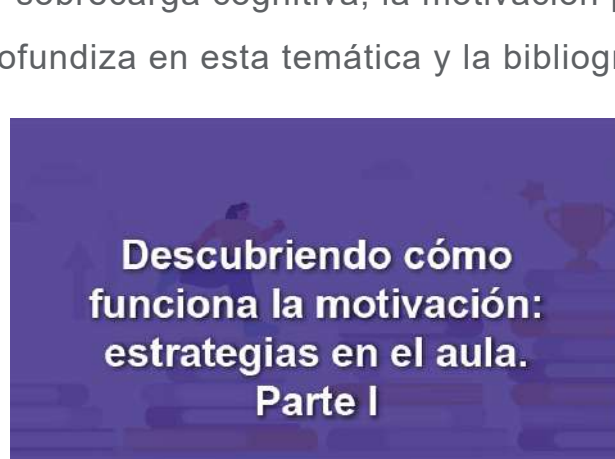 sobrecarga cognitiva, la motivación
ofundiza en esta temática y la bibliogr
Descubriendo cómo
funciona la motivación:
estrategias en el aula.
Parte I